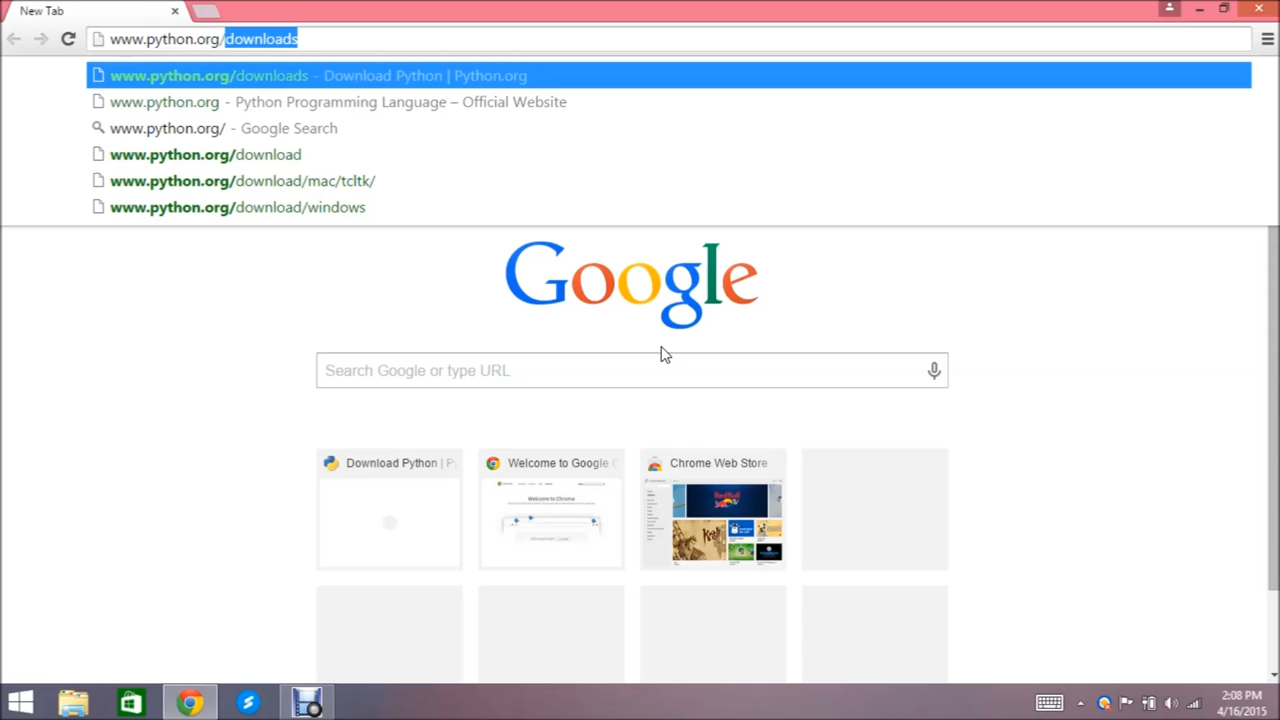 New Tab
www.python.org/downloads
www.python.org/downloads - Download Python | Python.org
www.python.org - Python Programming Language – Official Website
www.python.org/ - Google Search
www.python.org/download
www.python.org/download/mac/tcltk/
www.python.org/download/windows
Google
Search Google or type URL
Download Python | P
Welcome to Google C
Chrome Web Store
Welcome to Chrome
2:08 PM
4/16/2015